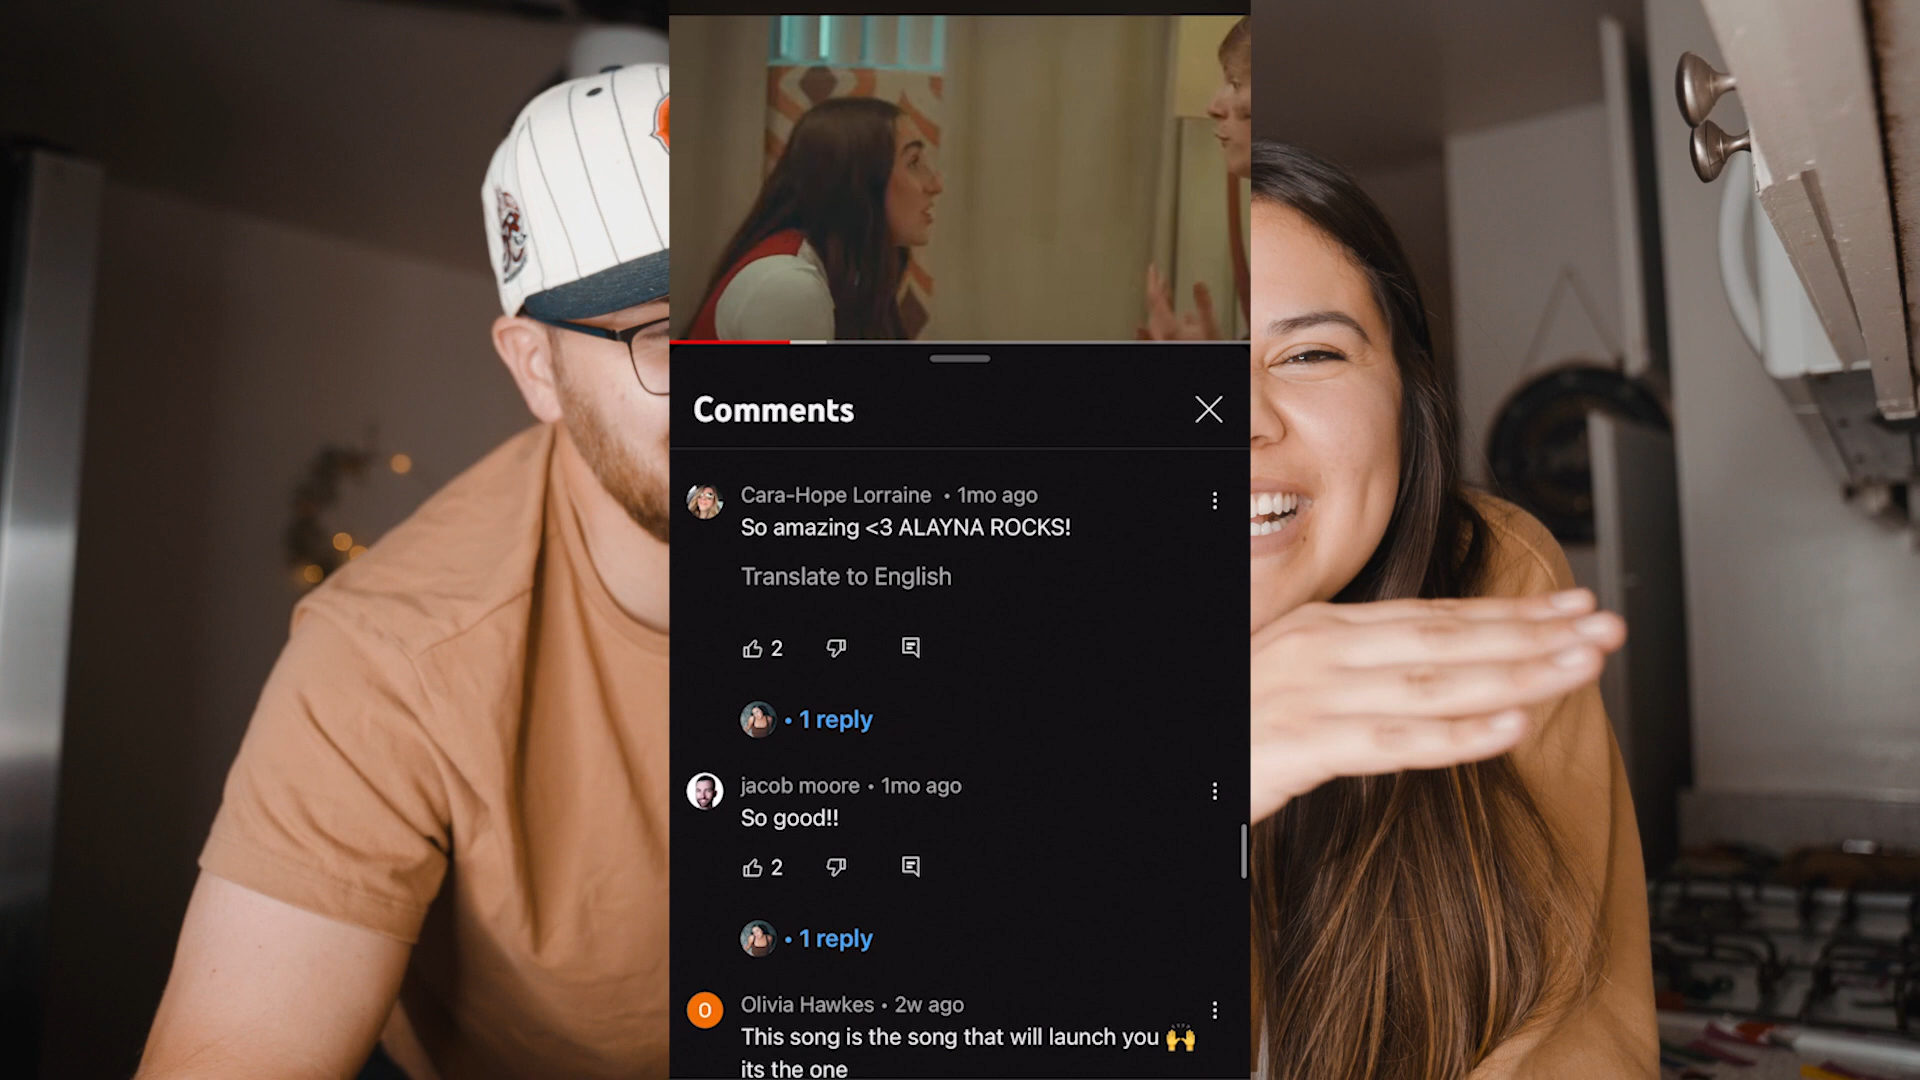 Comments
Cara-Hope Lorraine • 1mo ago
So amazing <3 ALAYNA ROCKS!
Translate to English
2
• 1 reply
jacob moore • 1mo ago
So good!!
2
• 1 reply
O
Olivia Hawkes • 2w ago
This song is the song that will launch you 🙌
its the one